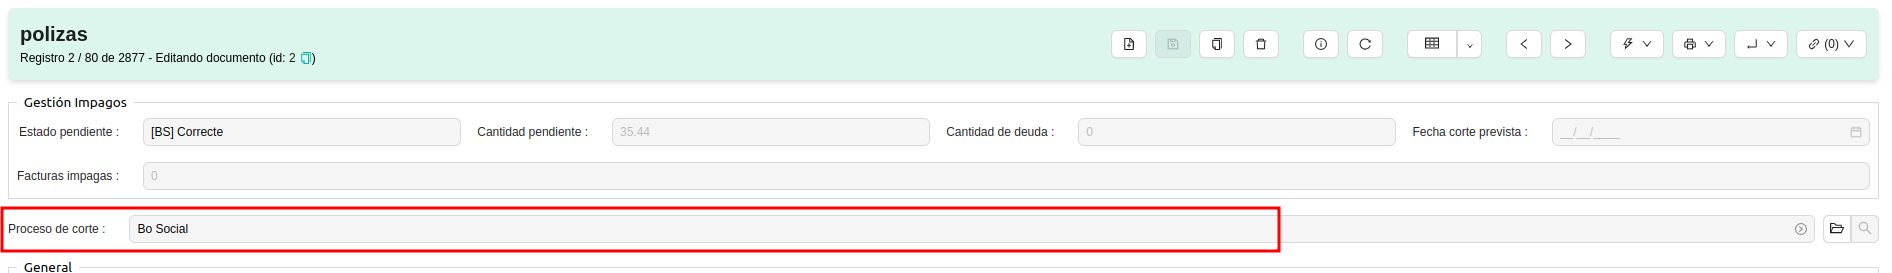 polizas
Registro 2 / 80 de 2877 - Editando documento (id: 2 )
(0)
Gestión Impagos
Estado pendiente : [BS] Correcte Cantidad pendiente : 35.44 Cantidad de deuda : 0 Fecha corte prevista : __/__/____
Facturas impagas : 0
Proceso de corte : Bo Social
General